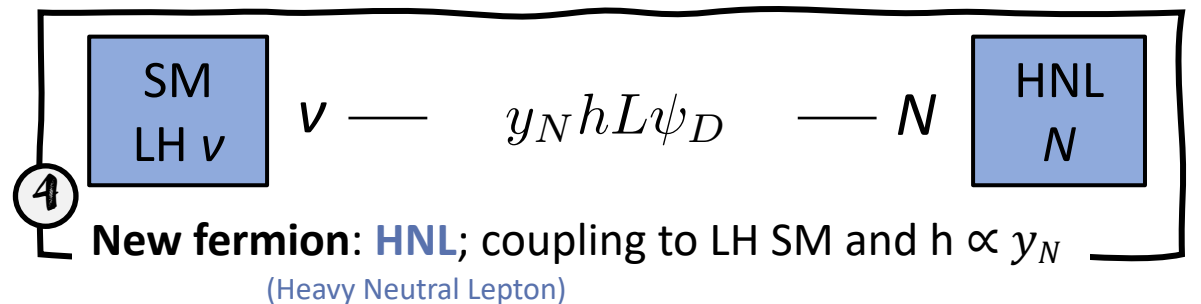 SM
LH ν
ν — y_N h L ψ_D — N
HNL
N
4
New fermion: HNL; coupling to LH SM and h ∝ y_N
(Heavy Neutral Lepton)